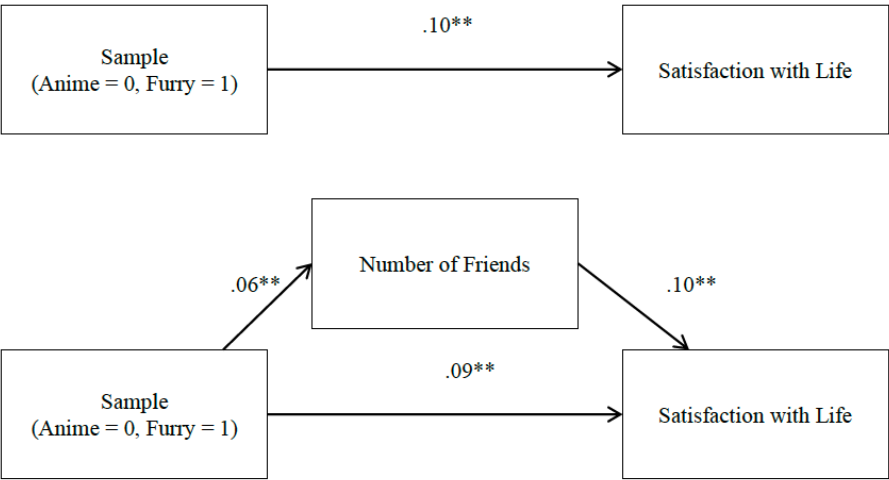 .10**
Sample
(Anime = 0, Furry = 1)
Satisfaction with Life
Number of Friends
.06**
.10**
.09**
Sample
(Anime = 0, Furry = 1)
Satisfaction with Life